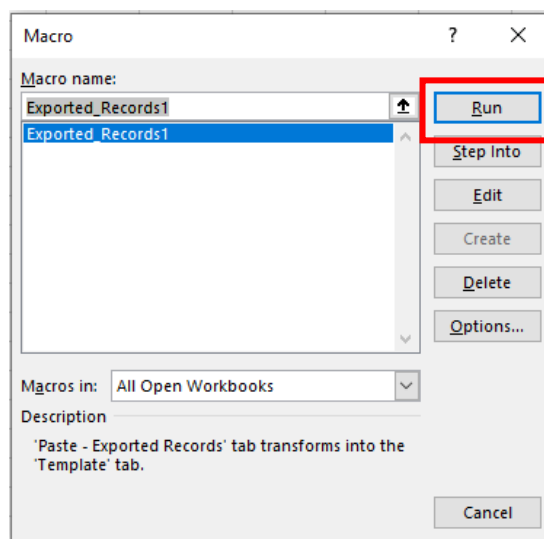 Macro
?
Macro name:
Exported_Records1
Run
Exported_Records1
Step Into
Edit
Create
Delete
Options...
Macros in:
All Open Workbooks
Description
'Paste - Exported Records' tab transforms into the
'Template' tab.
Cancel